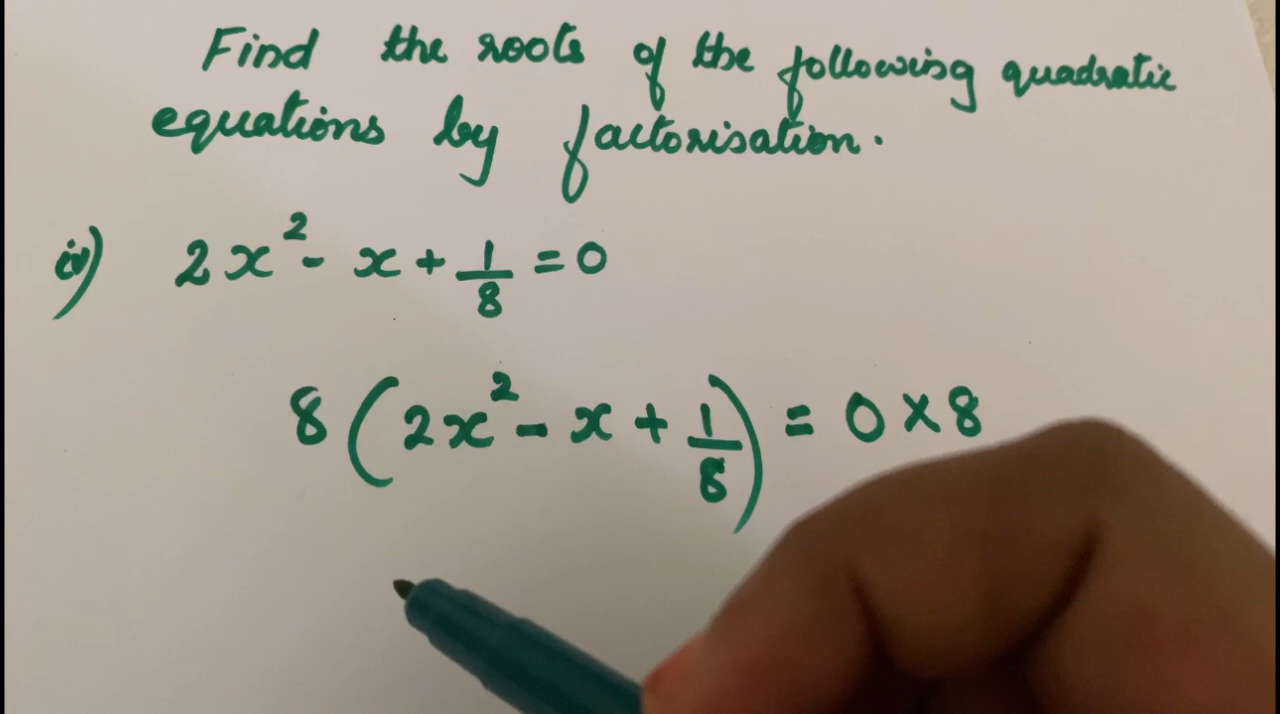 Find the roots of the following quadratic
equations by factorisation.
iv) 2x² - x + 1/8 = 0
8(2x² - x + 1/8) = 0 × 8